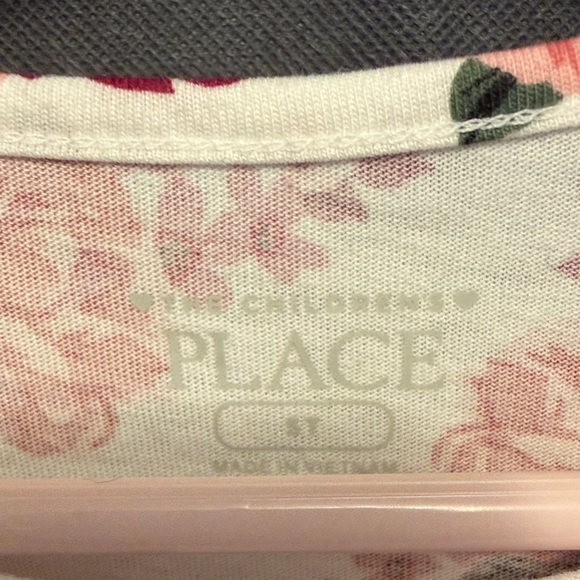 THE CHILDREN'S
PLACE
5T
MADE IN VIETNAM